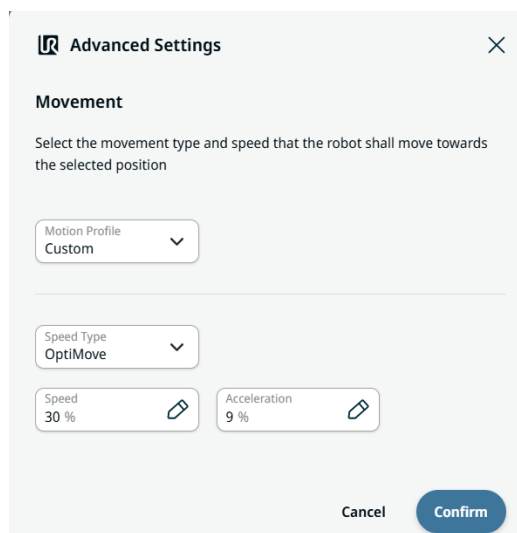 UR Advanced Settings
Movement
Select the movement type and speed that the robot shall move towards
the selected position
Motion Profile
Custom
Speed Type
OptiMove
Speed
30 %
Acceleration
9 %
Cancel
Confirm